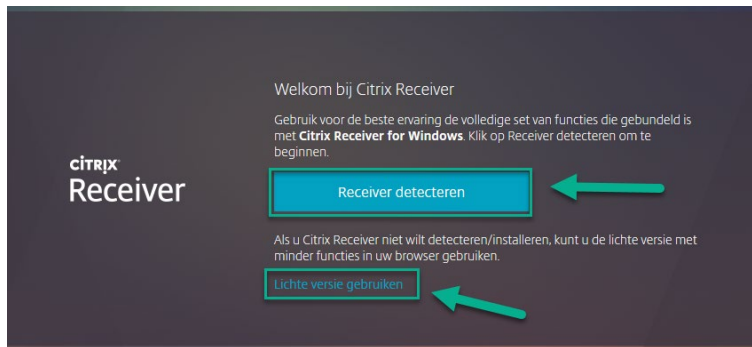 Welkom bij Citrix Receiver
Gebruik voor de beste ervaring de volledige set van functies die gebundeld is
met Citrix Receiver for Windows. Klik op Receiver detecteren om te
beginnen.
CITRIX
Receiver
Receiver detecteren
Als u Citrix Receiver niet wilt detecteren/installeren, kunt u de lichte versie met
minder functies in uw browser gebruiken.
Lichte versie gebruiken